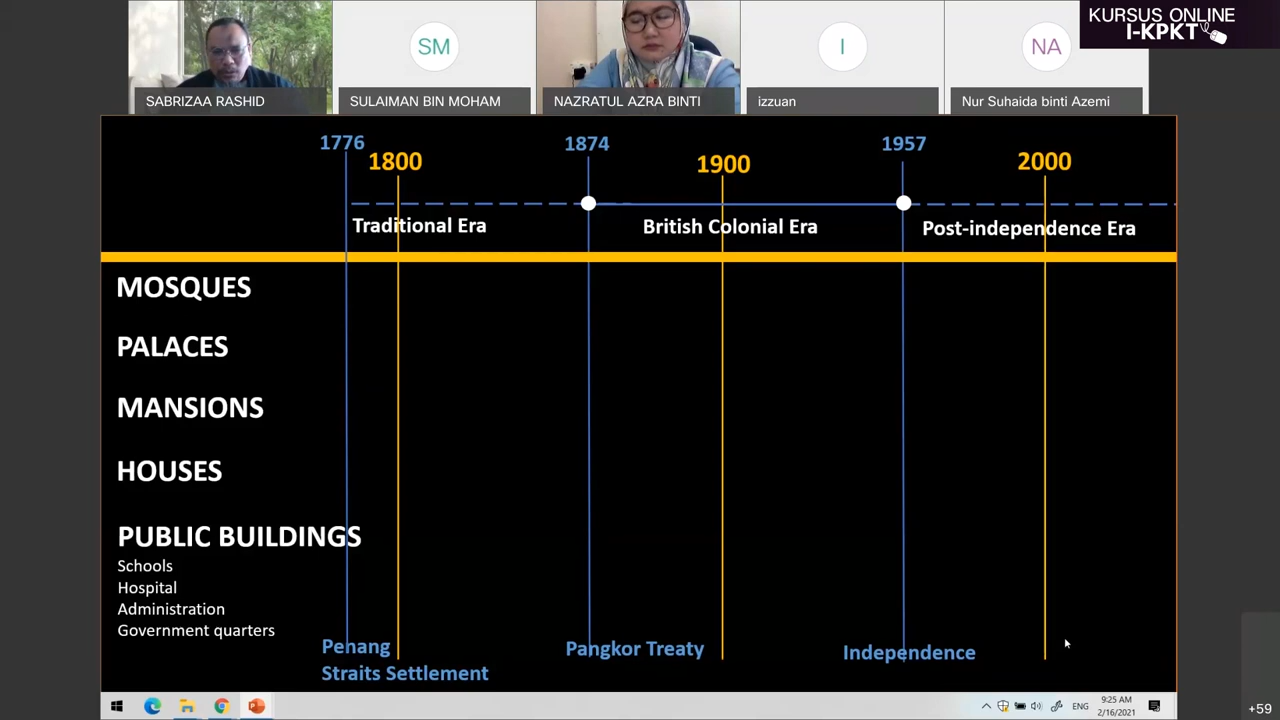 KURSUS ONLINE
I-KPKT
SM
I
NA
SABRIZAA RASHID
SULAIMAN BIN MOHAM
NAZRATUL AZRA BINTI
izzuan
Nur Suhaida binti Azemi
1776
1874
1957
1800
1900
2000
Traditional Era
British Colonial Era
Post-independence Era
MOSQUES
PALACES
MANSIONS
HOUSES
PUBLIC BUILDINGS
Schools
Hospital
Administration
Government quarters
Penang
Straits Settlement
Pangkor Treaty
Independence
ENG
9:25 AM
2/16/2021
+59